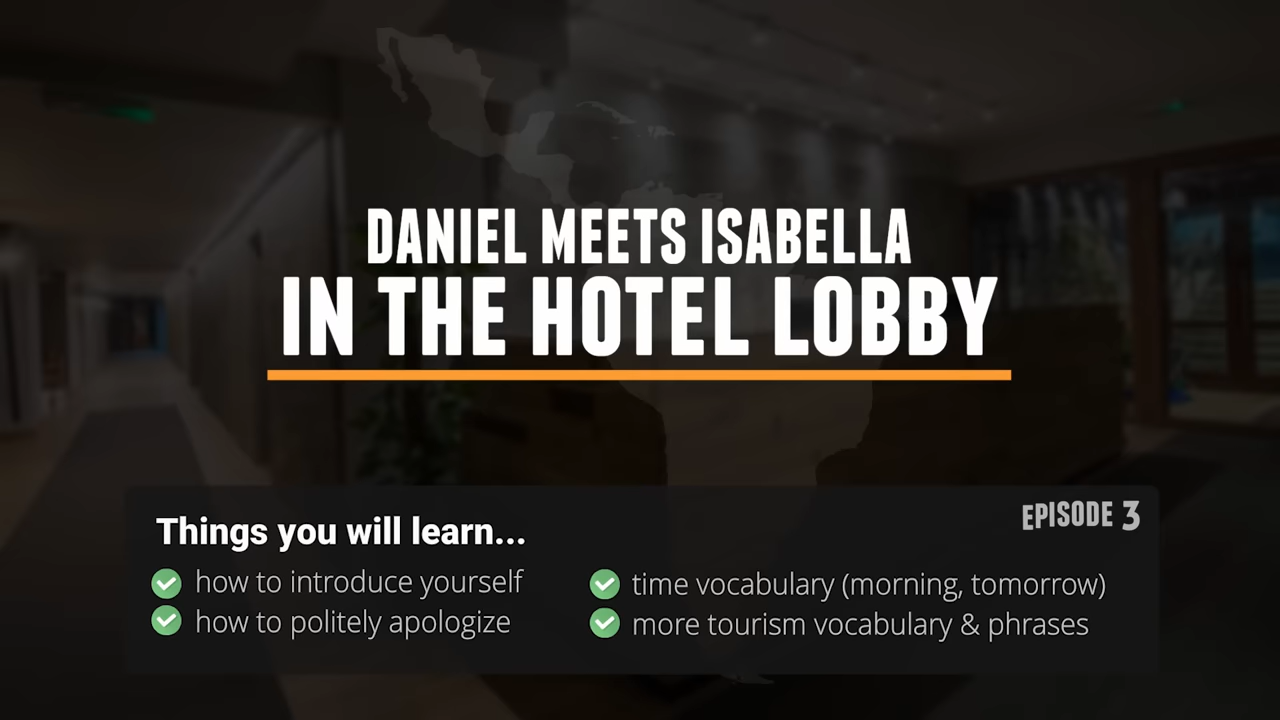 DANIEL MEETS ISABELLA
IN THE HOTEL LOBBY
EPISODE 3
Things you will learn...
how to introduce yourself
how to politely apologize
time vocabulary (morning, tomorrow)
more tourism vocabulary & phrases